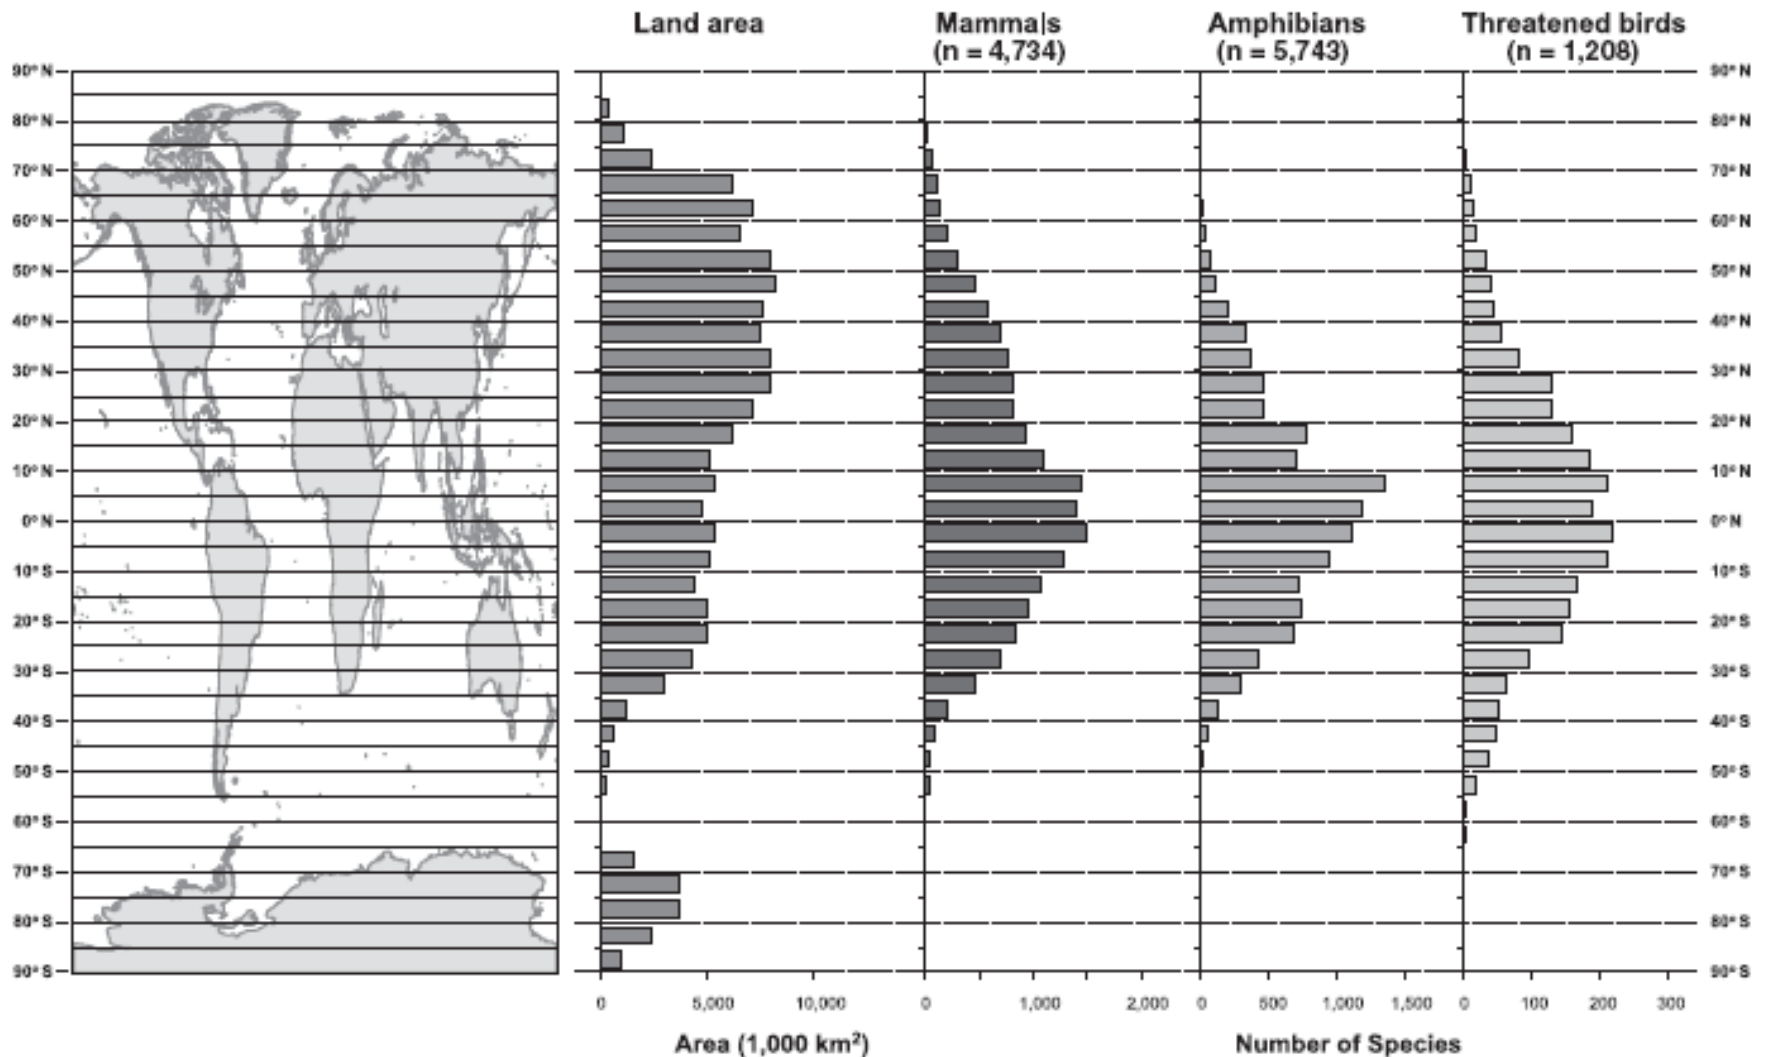 Land area
Mammals
(n = 4,734)
Amphibians
(n = 5,743)
Threatened birds
(n = 1,208)
90° N 90° N
80° N 80° N
70° N 70° N
60° N 60° N
50° N 50° N
40° N 40° N
30° N 30° N
20° N 20° N
10° N 10° N
0° N 0° N
10° S 10° S
20° S 20° S
30° S 30° S
40° S 40° S
50° S 50° S
60° S 60° S
70° S 70° S
80° S 80° S
90° S 90° S
0 5,000 10,000 0 1,000 2,000 0 500 1,000 1,500 0 100 200 300
Area (1,000 km²) Number of Species